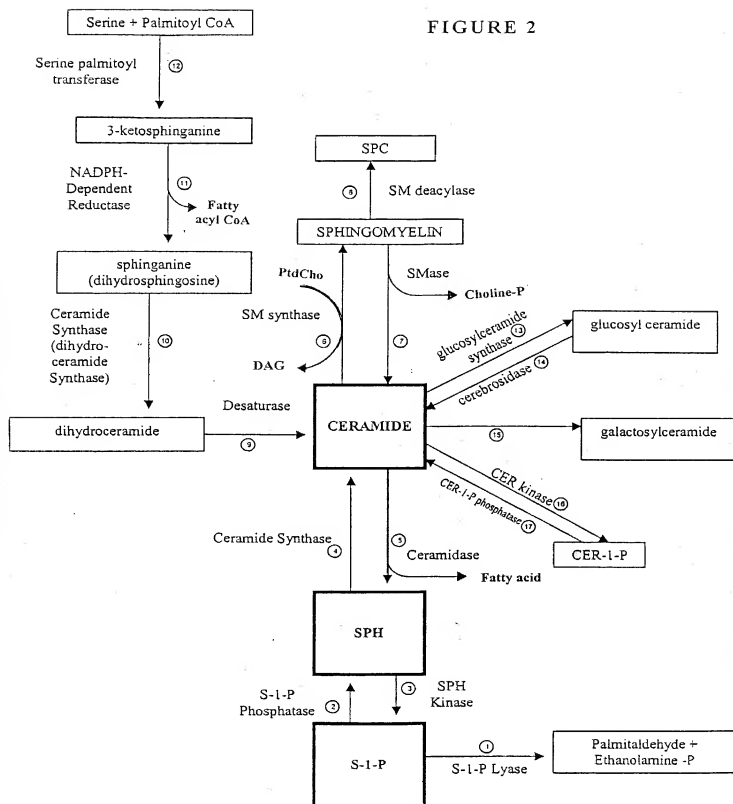 FIGURE 2
Serine + Palmitoyl CoA
Serine palmitoyl
transferase
12
3-ketosphinganine
NADPH-
Dependent
Reductase
11
Fatty
acyl CoA
sphinganine
(dihydrosphingosine)
Ceramide
Synthase
(dihydro-
ceramide
Synthase)
10
dihydroceramide
Desaturase
9
SPC
8
SM deacylase
SPHINGOMYELIN
PtdCho
SM synthase
6
DAG
SMase
Choline-P
7
CERAMIDE
glucosylceramide
synthase 13
cerebrosidase 14
glucosyl ceramide
15
galactosylceramide
CER kinase 16
CER-1-P phosphatase 17
CER-1-P
Ceramide Synthase
4
5
Ceramidase
Fatty acid
SPH
S-1-P
Phosphatase
2
3
SPH
Kinase
S-1-P
1
S-1-P Lyase
Palmitaldehyde +
Ethanolamine -P